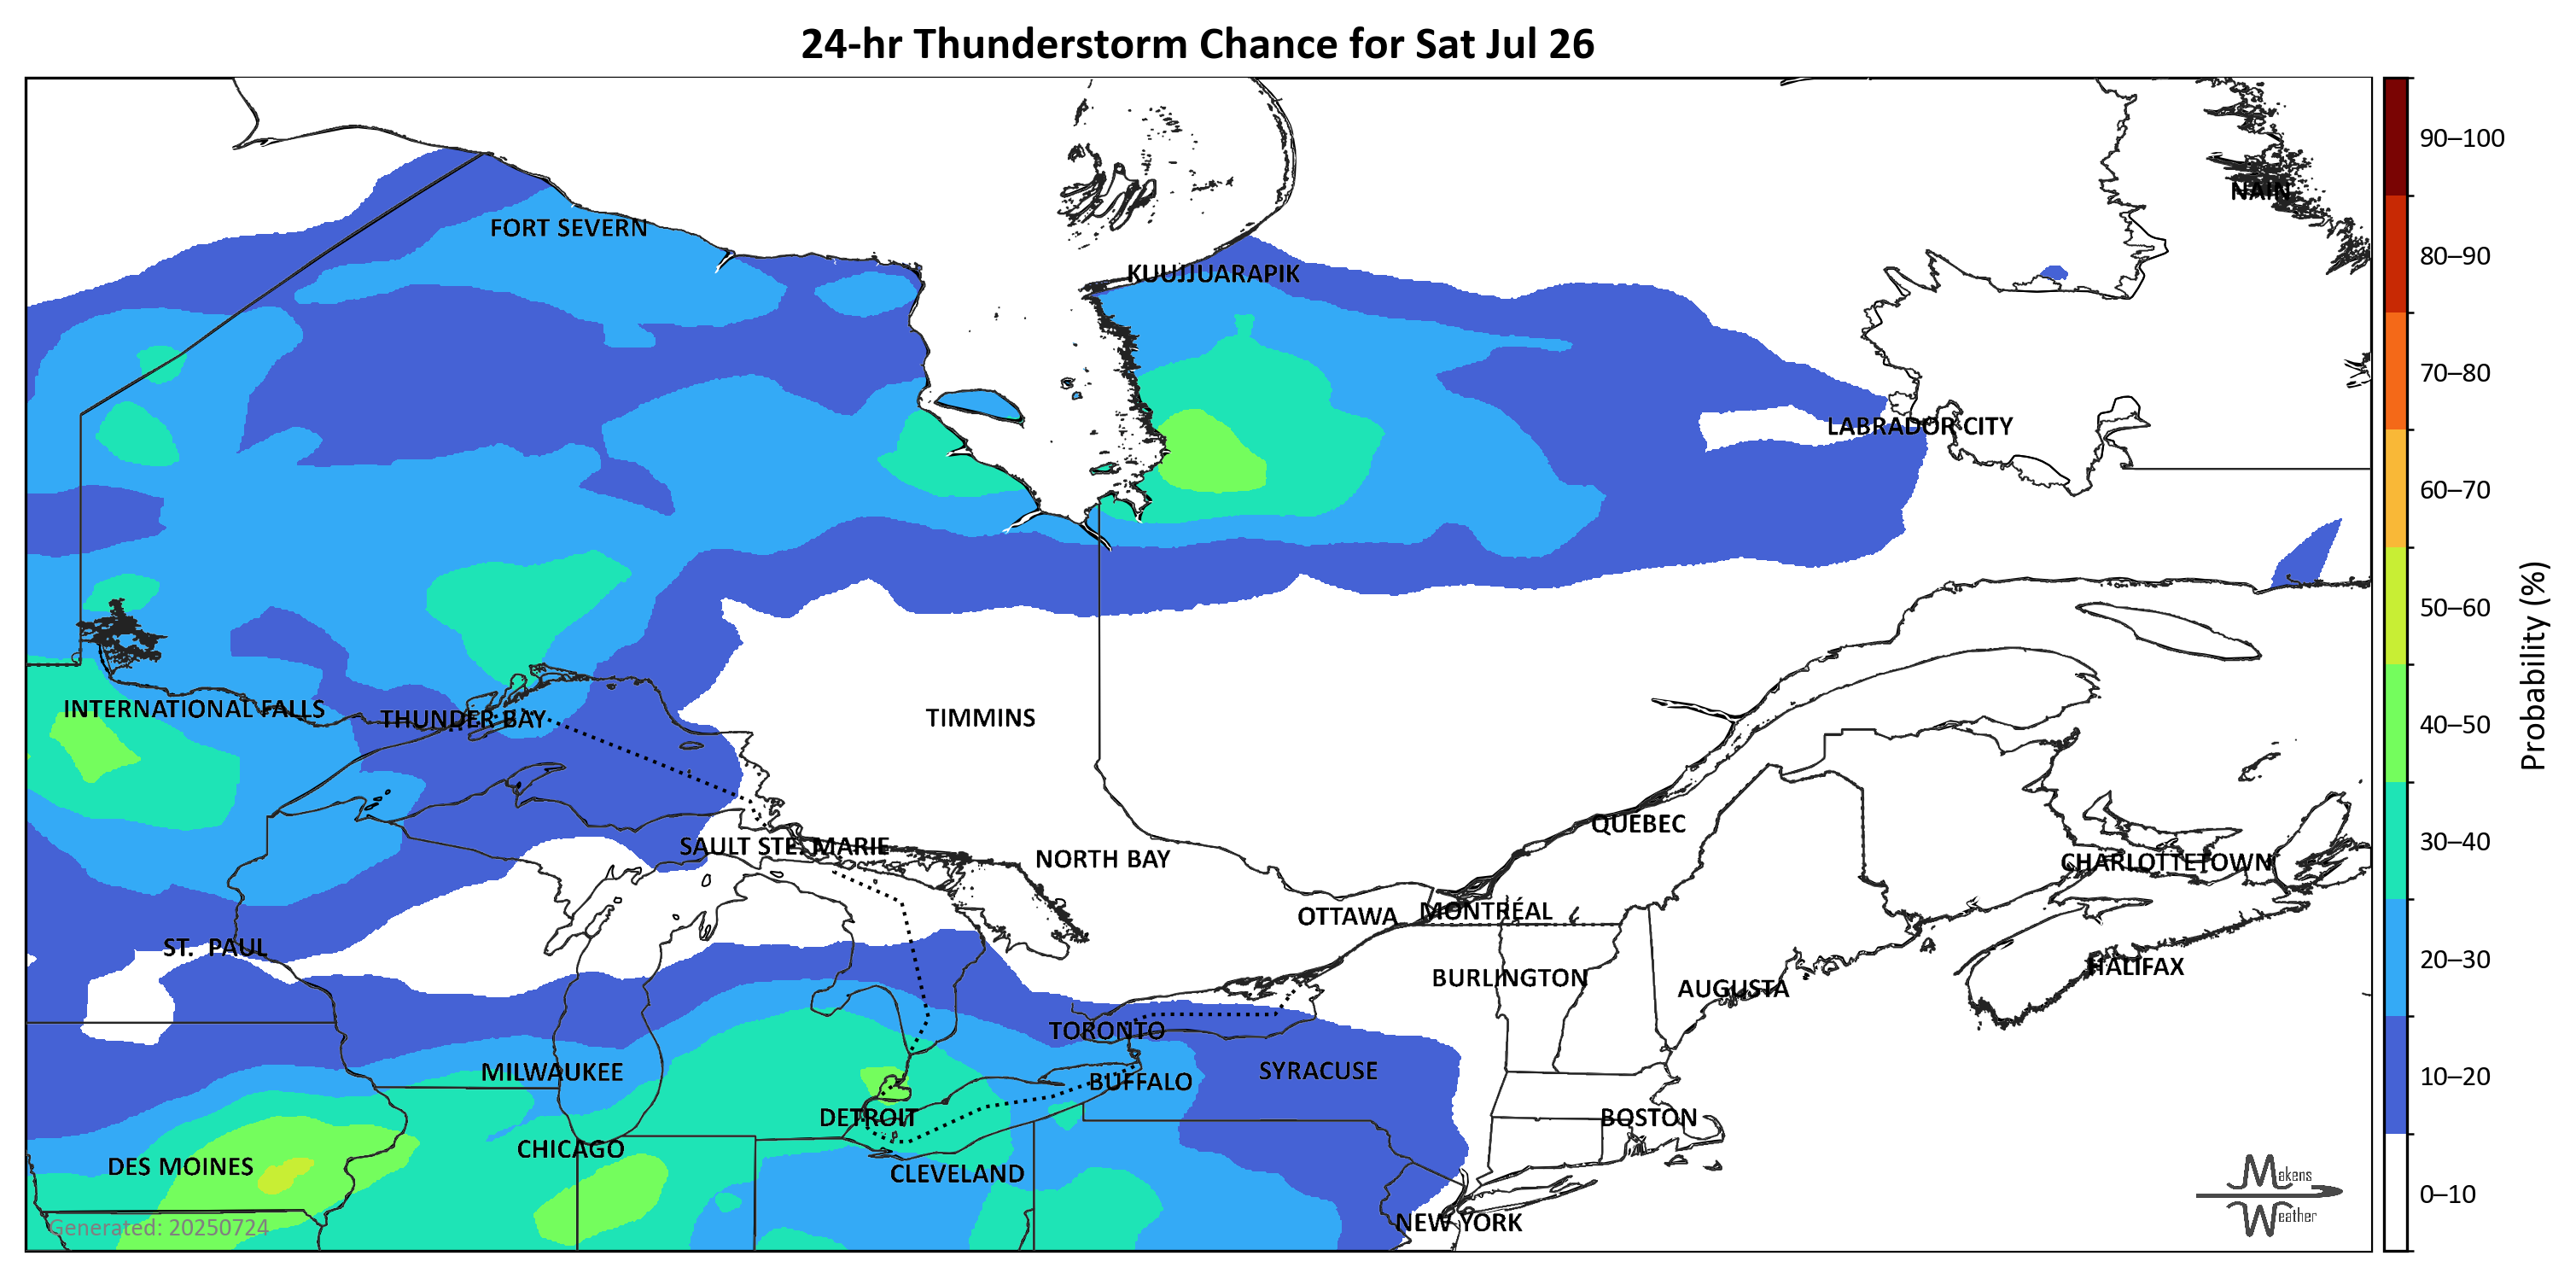 24-hr Thunderstorm Chance for Sat Jul 26
NAIN
FORT SEVERN
KUUJJUARAPIK
LABRADOR CITY
INTERNATIONAL FALLS
THUNDER BAY
TIMMINS
QUEBEC
SAULT STE. MARIE
NORTH BAY
CHARLOTTETOWN
OTTAWA
MONTRÉAL
ST. PAUL
HALIFAX
BURLINGTON
AUGUSTA
TORONTO
MILWAUKEE
SYRACUSE
BUFFALO
DETROIT
BOSTON
CHICAGO
DES MOINES
CLEVELAND
NEW YORK
Generated: 20250724
Makens
Weather
90–100
80–90
70–80
60–70
50–60
40–50
30–40
20–30
10–20
0–10
Probability (%)